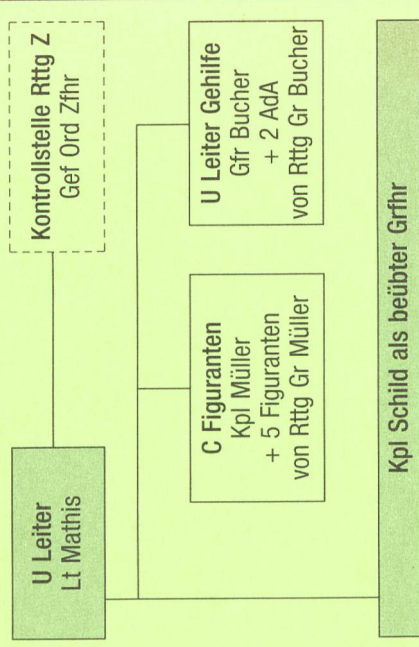 U Leiter
Lt Mathis
Kontrollstelle Rttg Z
Gef Ord Zfhr
C Figuranten
Kpl Müller
+ 5 Figuranten
von Rttg Gr Müller
U Leiter Gehilfe
Gfr Bucher
+ 2 AdA
von Rttg Gr Bucher
Kpl Schild als beübter Grfhr